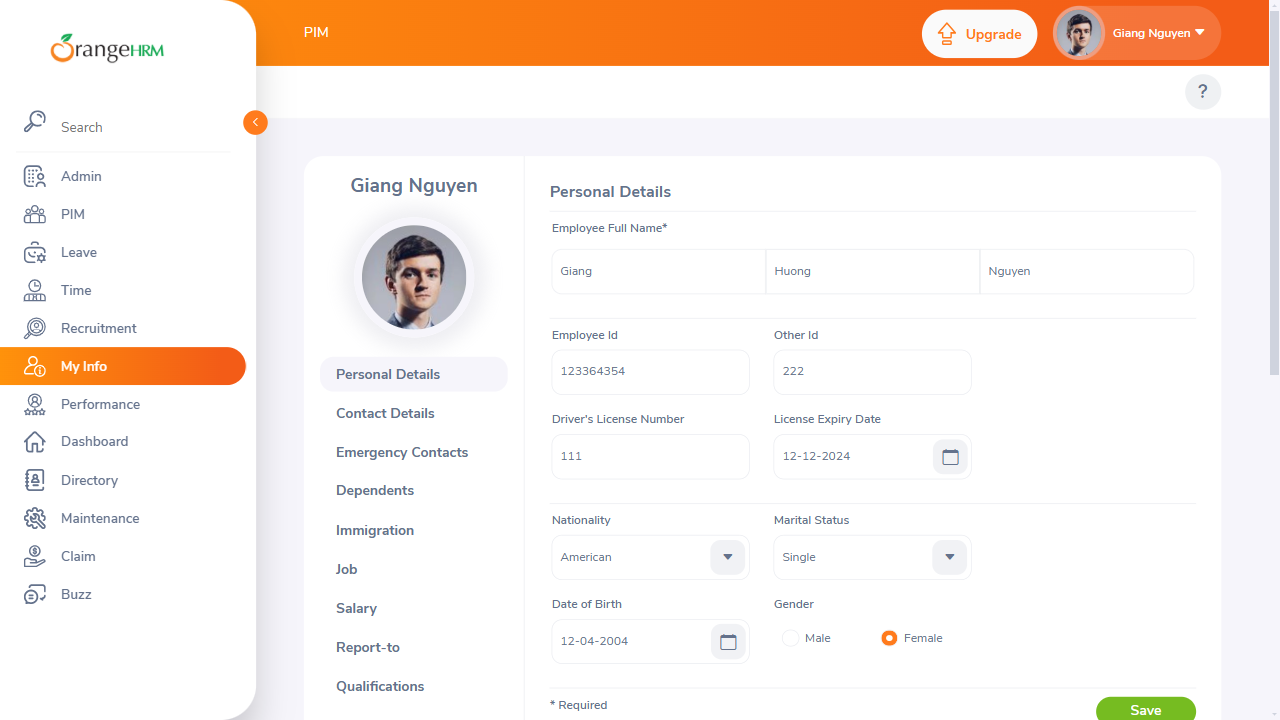 PIM
Upgrade
Giang Nguyen
OrangeHRM
?
Search
Admin
PIM
Leave
Time
Recruitment
My Info
Performance
Dashboard
Directory
Maintenance
Claim
Buzz
Giang Nguyen
Personal Details
Contact Details
Emergency Contacts
Dependents
Immigration
Job
Salary
Report-to
Qualifications
Personal Details
Employee Full Name*
Giang Huong Nguyen
Employee Id Other Id
123364354 222
Driver's License Number License Expiry Date
111 12-12-2024
Nationality Marital Status
American Single
Date of Birth Gender
12-04-2004 Male Female
* Required Save